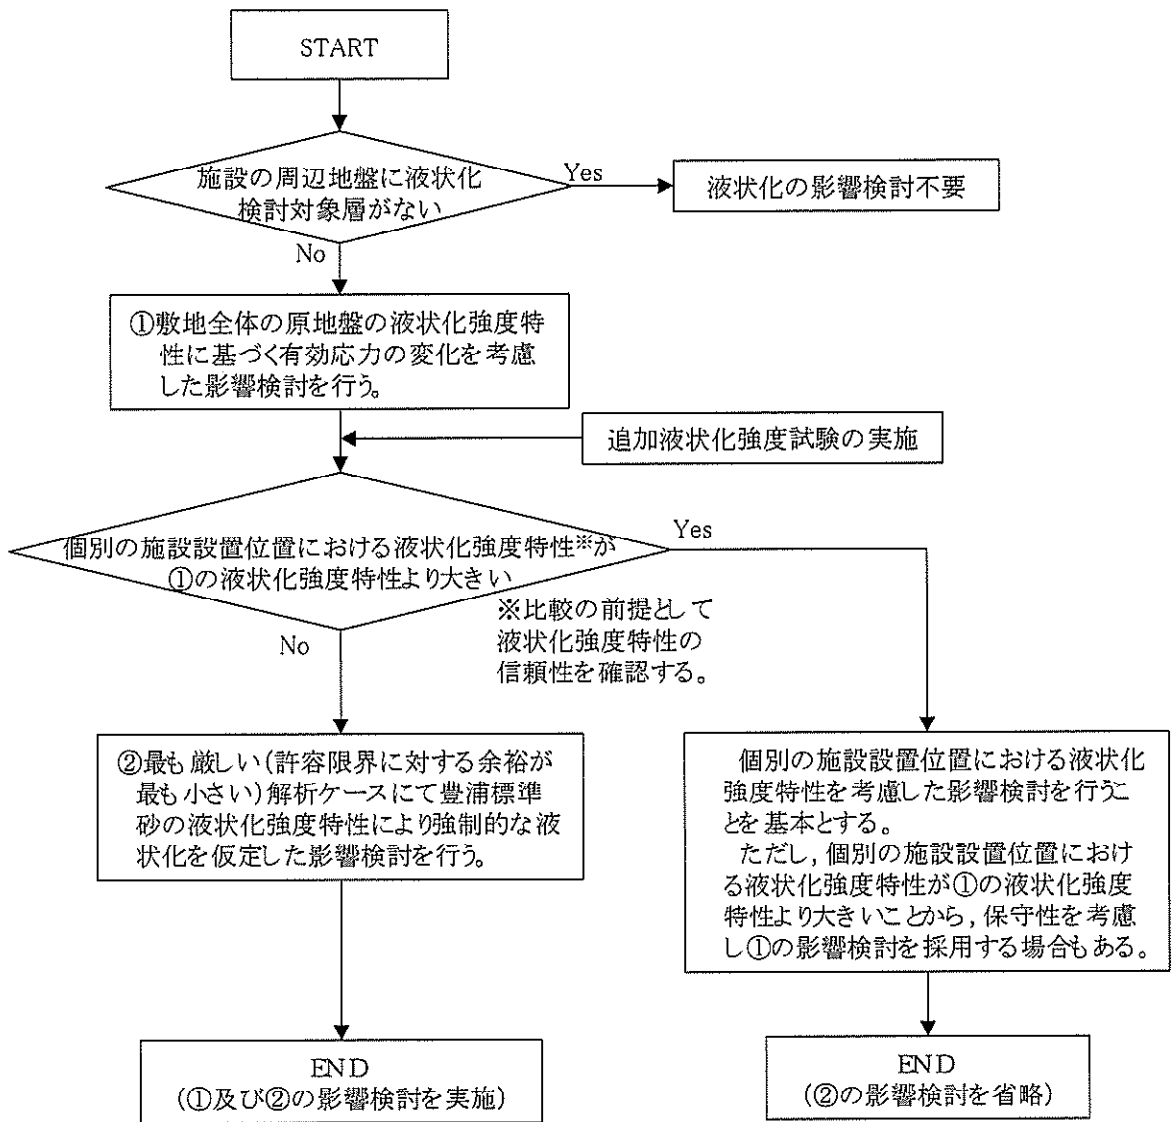 START
施設の周辺地盤に液状化
検討対象層がない
Yes
液状化の影響検討不要
No
①敷地全体の原地盤の液状化強度特
性に基づく有効応力の変化を考慮
した影響検討を行う。
追加液状化強度試験の実施
個別の施設設置位置における液状化強度特性※が
①の液状化強度特性より大きい
Yes
No
※比較の前提として
液状化強度特性の
信頼性を確認する。
②最も厳しい(許容限界に対する余裕が
最も小さい)解析ケースにて豊浦標準
砂の液状化強度特性により強制的な液
状化を仮定した影響検討を行う。
個別の施設設置位置における液状化
強度特性を考慮した影響検討を行うこ
とを基本とする。
ただし,個別の施設設置位置におけ
る液状化強度特性が①の液状化強度
特性より大きいことから,保守性を考慮
し①の影響検討を採用する場合もある。
END
(①及び②の影響検討を実施)
END
(②の影響検討を省略)